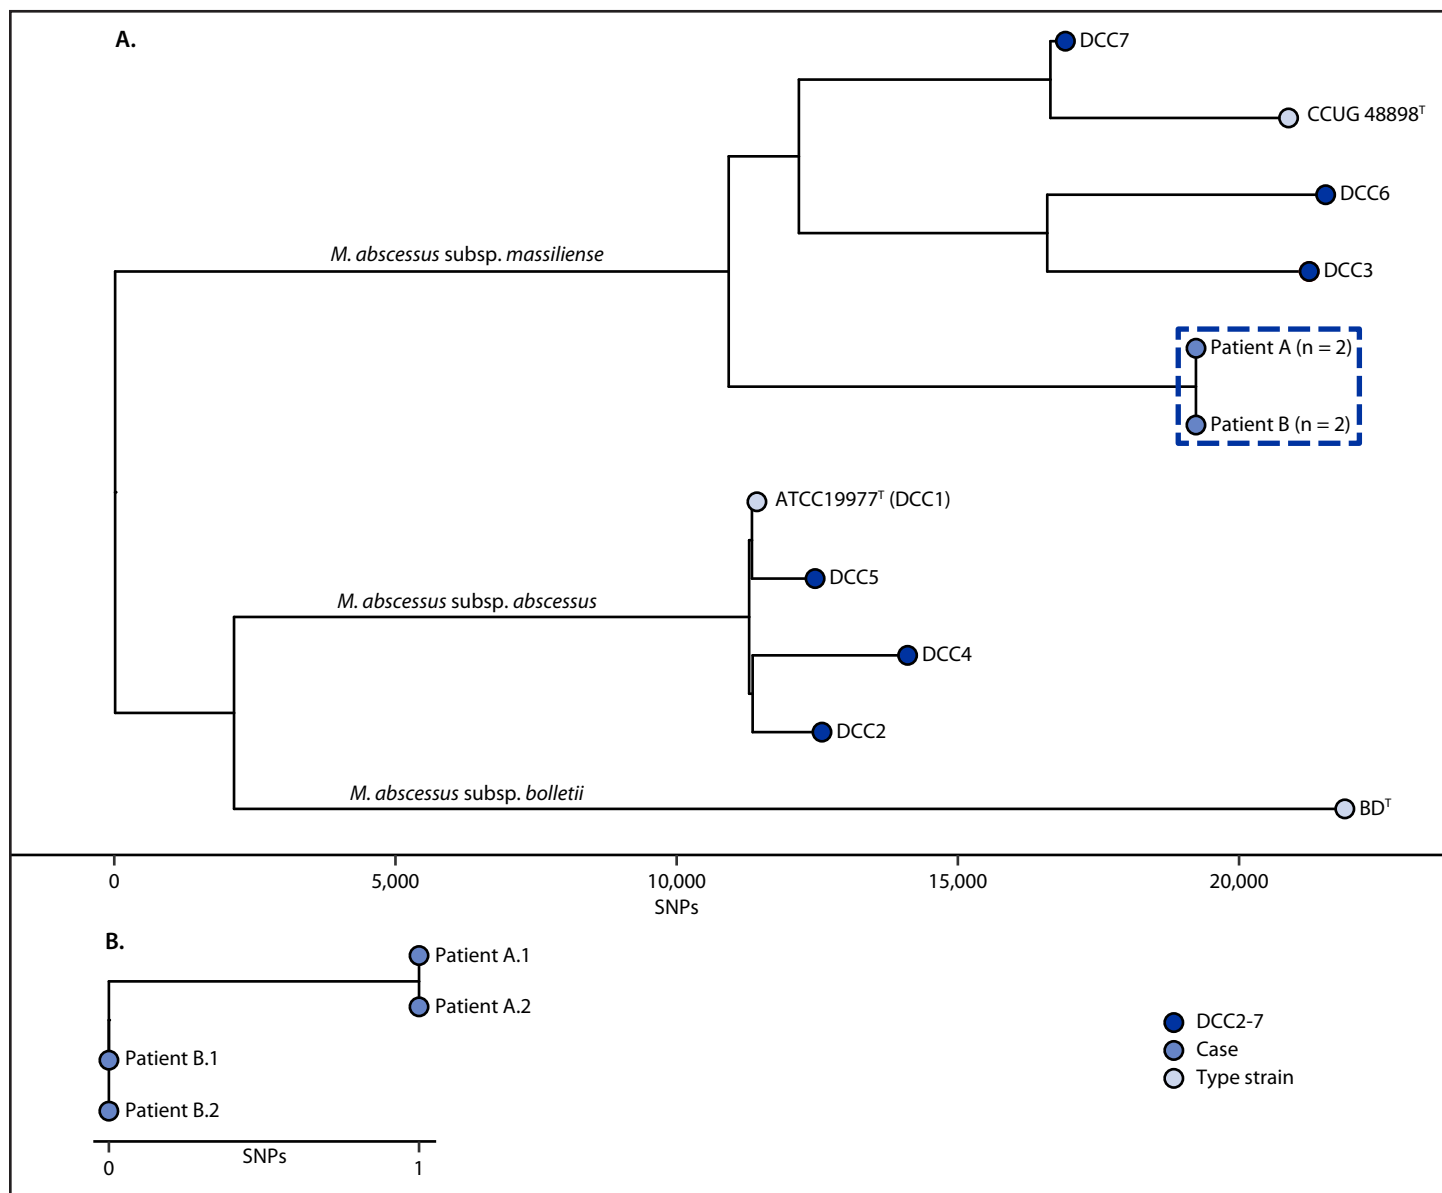 A.
DCC7
CCUG 48898ᵀ
DCC6
M. abscessus subsp. massiliense
DCC3
Patient A (n = 2)
Patient B (n = 2)
ATCC19977ᵀ (DCC1)
DCC5
M. abscessus subsp. abscessus
DCC4
DCC2
M. abscessus subsp. bolletii
BDᵀ
0 5,000 10,000 15,000 20,000
SNPs
B.
Patient A.1
Patient A.2
Patient B.1
Patient B.2
SNPs
0 1
DCC2-7
Case
Type strain